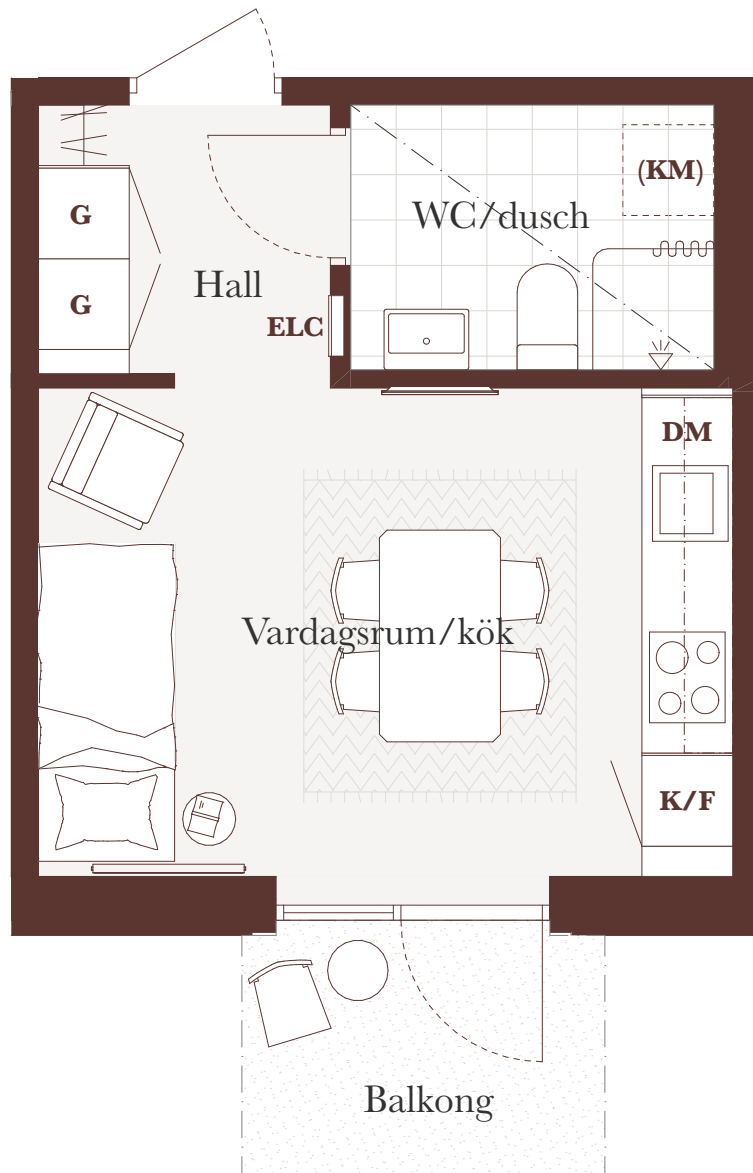 (KM)
WC/dusch
G
Hall
G
ELC
DM
Vardagsrum/kök
K/F
Balkong